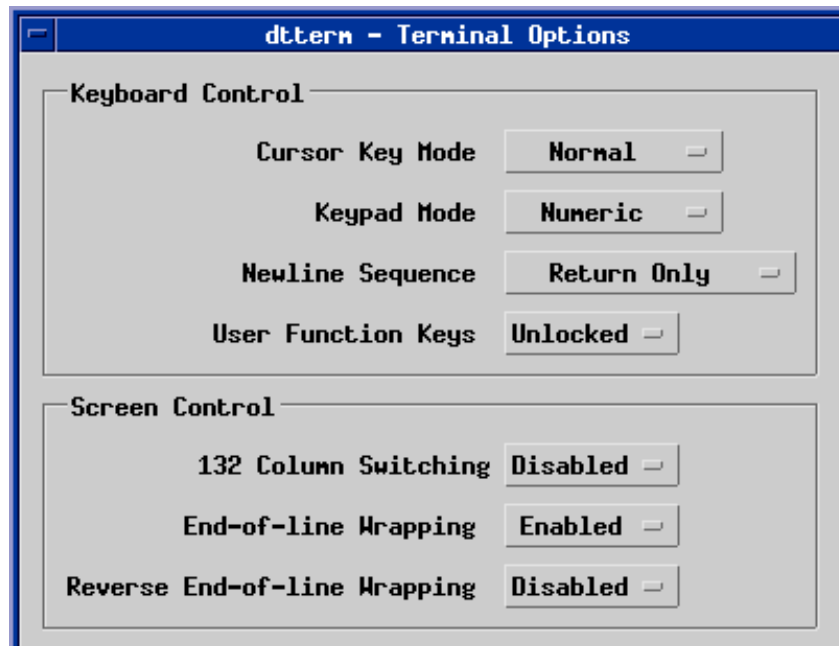 dtterm - Terminal Options
Keyboard Control
Cursor Key Mode Normal
Keypad Mode Numeric
Newline Sequence Return Only
User Function Keys Unlocked
Screen Control
132 Column Switching Disabled
End-of-line Wrapping Enabled
Reverse End-of-line Wrapping Disabled